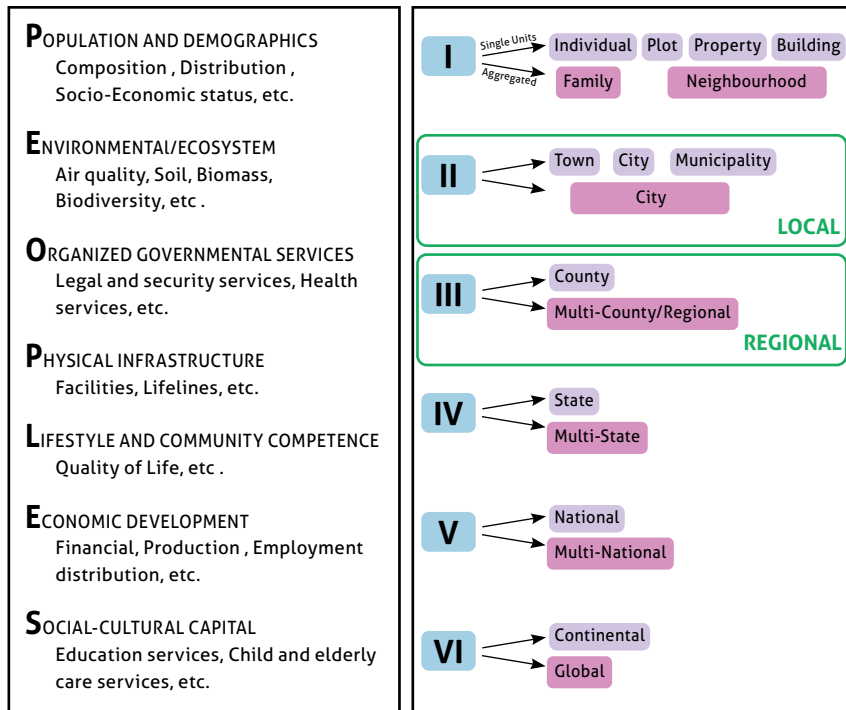 POPULATION AND DEMOGRAPHICS
Composition , Distribution ,
Socio-Economic status, etc.
ENVIRONMENTAL/ECOSYSTEM
Air quality, Soil, Biomass,
Biodiversity, etc .
ORGANIZED GOVERNMENTAL SERVICES
Legal and security services, Health
services, etc.
PHYSICAL INFRASTRUCTURE
Facilities, Lifelines, etc.
LIFESTYLE AND COMMUNITY COMPETENCE
Quality of Life, etc .
ECONOMIC DEVELOPMENT
Financial, Production , Employment
distribution, etc.
SOCIAL-CULTURAL CAPITAL
Education services, Child and elderly
care services, etc.
I
Single Units
Individual Plot Property Building
Aggregated
Family Neighbourhood
II
Town City Municipality
City
LOCAL
III
County
Multi-County/Regional
REGIONAL
IV
State
Multi-State
V
National
Multi-National
VI
Continental
Global